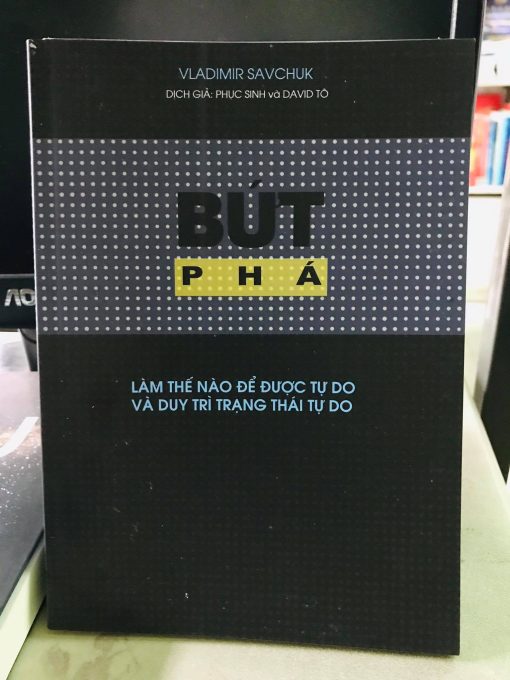 VLADIMIR SAVCHUK
DỊCH GIẢ: PHỤC SINH và DAVID TÔ
BỨT
PHÁ
LÀM THẾ NÀO ĐỂ ĐƯỢC TỰ DO
VÀ DUY TRÌ TRẠNG THÁI TỰ DO